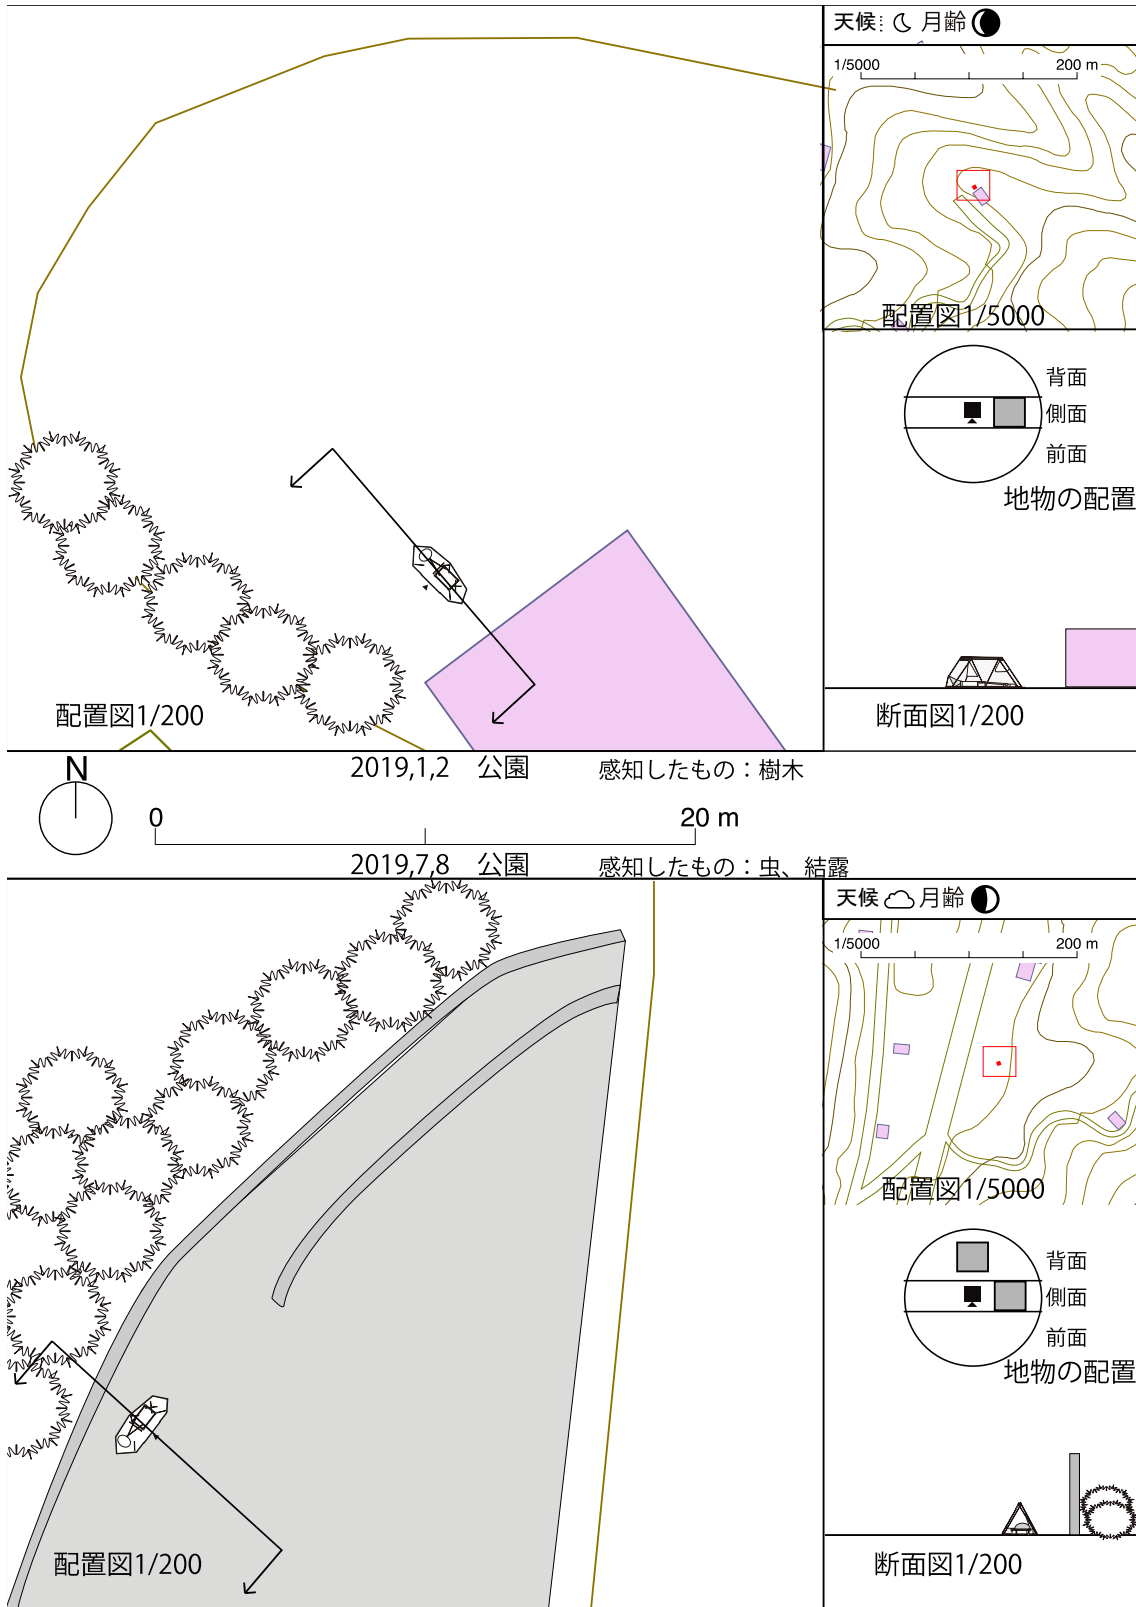 天候: 月齢
1/5000 200 m
配置図1/5000
背面
側面
前面
地物の配置
配置図1/200
断面図1/200
2019,1,2 公園 感知したもの：樹木
N
0 20 m
2019,7,8 公園 感知したもの：虫、結露
天候 月齢
1/5000 200 m
配置図1/5000
背面
側面
前面
地物の配置
配置図1/200
断面図1/200